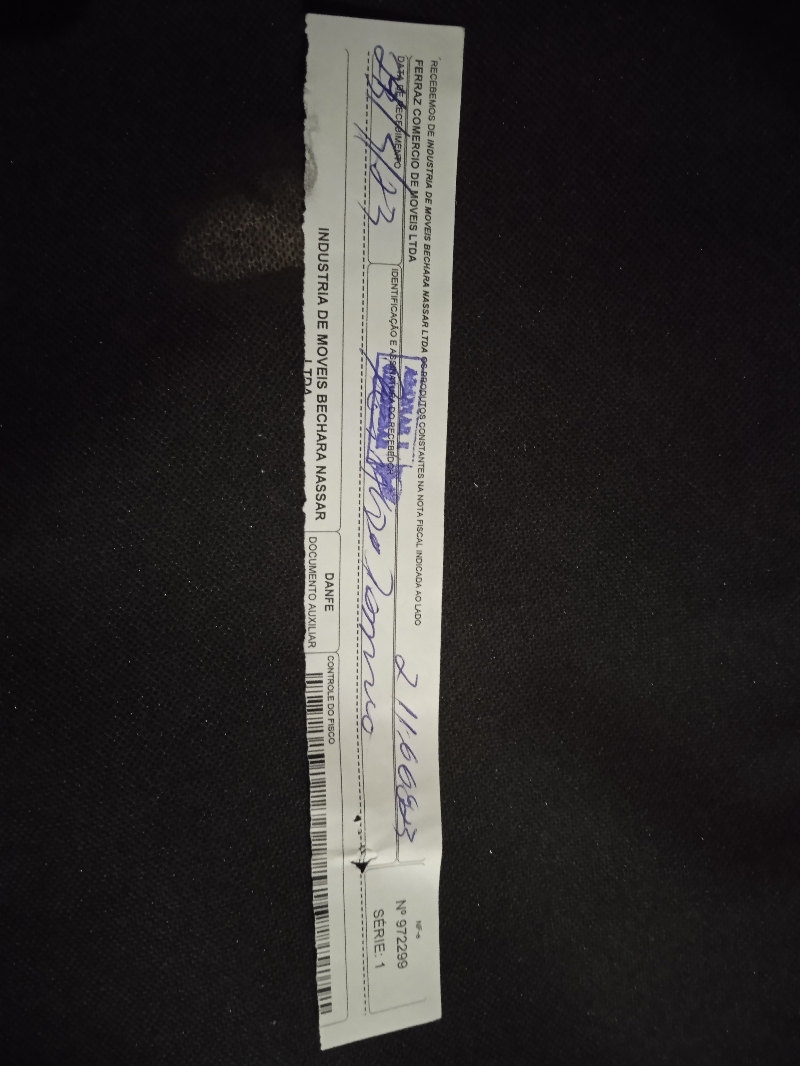 RECEBEMOS DE INDUSTRIA DE MOVEIS BECHARA NASSAR LTDA OS PRODUTOS CONSTANTES NA NOTA FISCAL INDICADA AO LADO
FERRAZ COMERCIO DE MOVEIS LTDA
DATA DE RECEBIMENTO
IDENTIFICAÇÃO E ASSINATURA DO RECEBEDOR
NF-e
Nº 972299
SÉRIE: 1
INDUSTRIA DE MOVEIS BECHARA NASSAR
LTDA
DANFE
DOCUMENTO AUXILIAR
CONTROLE DO FISCO